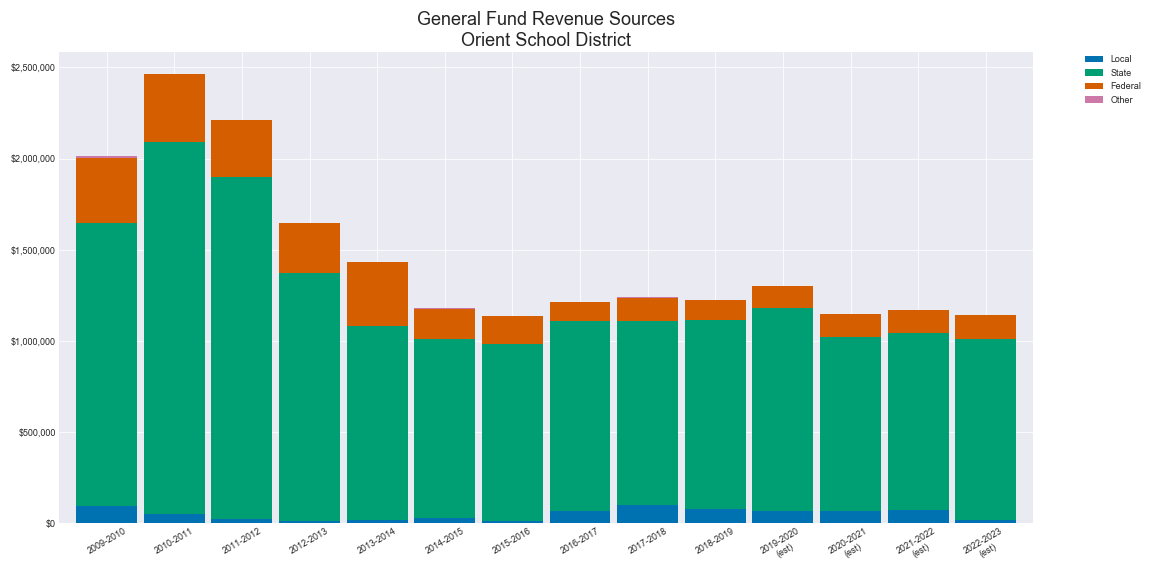 General Fund Revenue Sources
Orient School District
Local
State
Federal
Other
$2,500,000
$2,000,000
$1,500,000
$1,000,000
$500,000
$0
2009-2010
2010-2011
2011-2012
2012-2013
2013-2014
2014-2015
2015-2016
2016-2017
2017-2018
2018-2019
2019-2020
(est)
2020-2021
(est)
2021-2022
(est)
2022-2023
(est)